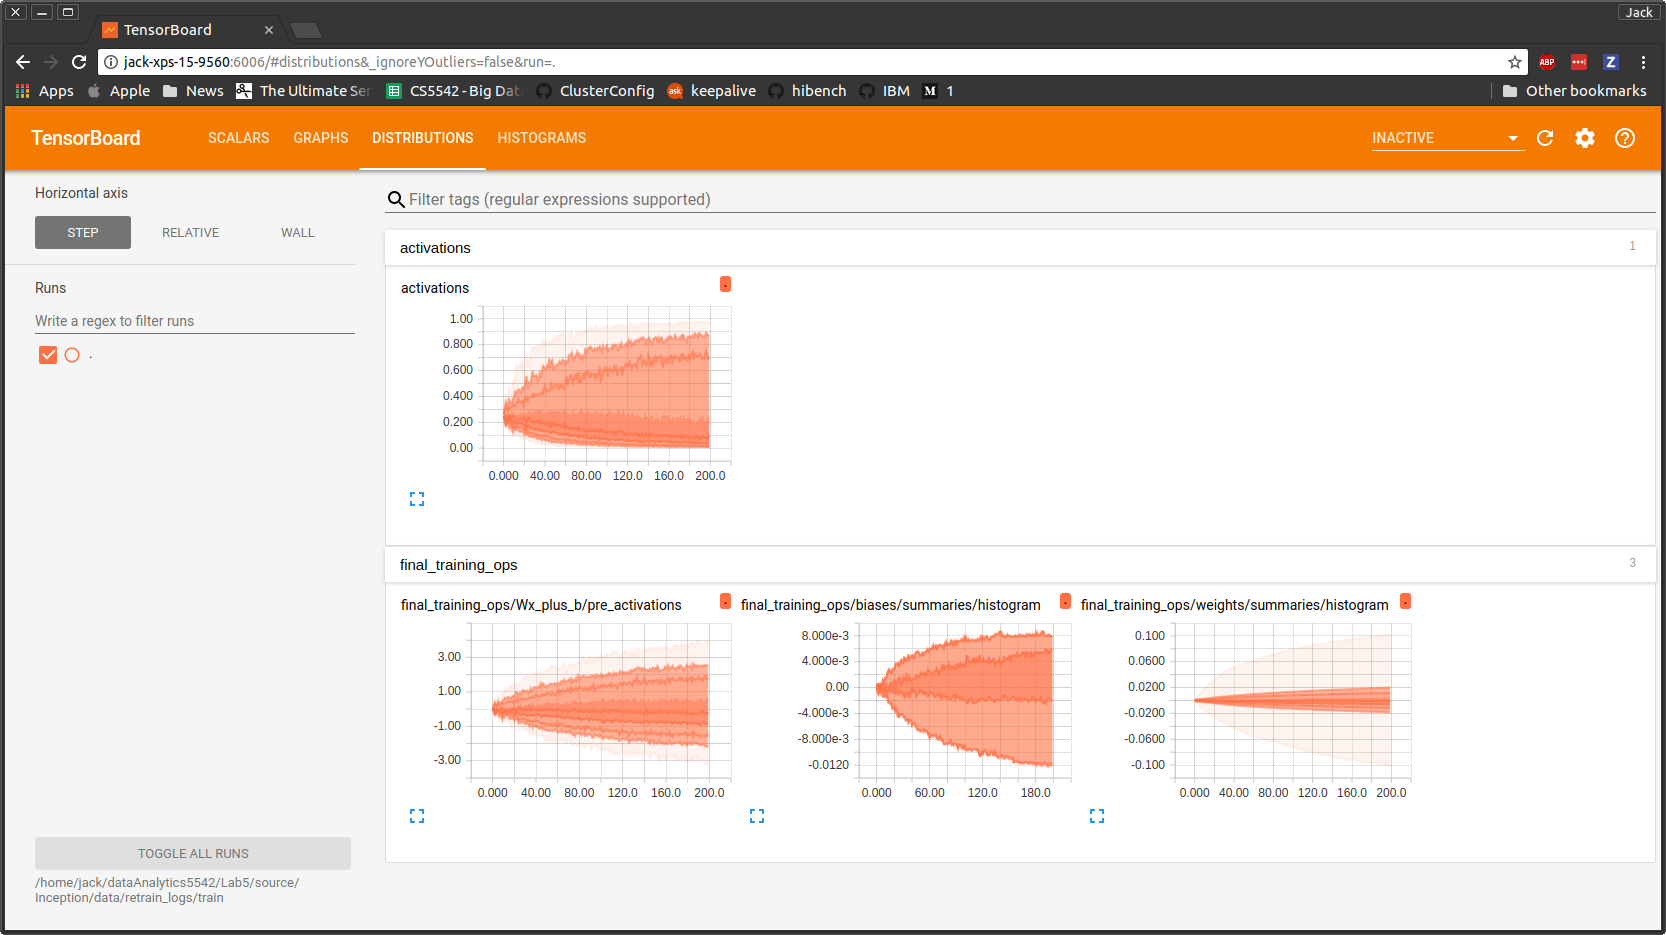 Jack
TensorBoard
jack-xps-15-9560:6006/#distributions&_ignoreYOutliers=false&run=.
ABP
Z
Apps
Apple
News
The Ultimate Ser
CS5542 - Big Data
ClusterConfig
ask
keepalive
hibench
IBM
M
1
Other bookmarks
TensorBoard
SCALARS
GRAPHS
DISTRIBUTIONS
HISTOGRAMS
INACTIVE
Horizontal axis
STEP
RELATIVE
WALL
Runs
Write a regex to filter runs
.
TOGGLE ALL RUNS
/home/jack/dataAnalytics5542/Lab5/source/
Inception/data/retrain_logs/train
Filter tags (regular expressions supported)
activations
1
activations
.
1.00
0.800
0.600
0.400
0.200
0.00
0.000 40.00 80.00 120.0 160.0 200.0
final_training_ops
3
final_training_ops/Wx_plus_b/pre_activations
.
3.00
1.00
-1.00
-3.00
0.000 40.00 80.00 120.0 160.0 200.0
final_training_ops/biases/summaries/histogram
.
8.000e-3
4.000e-3
0.00
-4.000e-3
-8.000e-3
-0.0120
0.000 60.00 120.0 180.0
final_training_ops/weights/summaries/histogram
.
0.100
0.0600
0.0200
-0.0200
-0.0600
-0.100
0.000 40.00 80.00 120.0 160.0 200.0